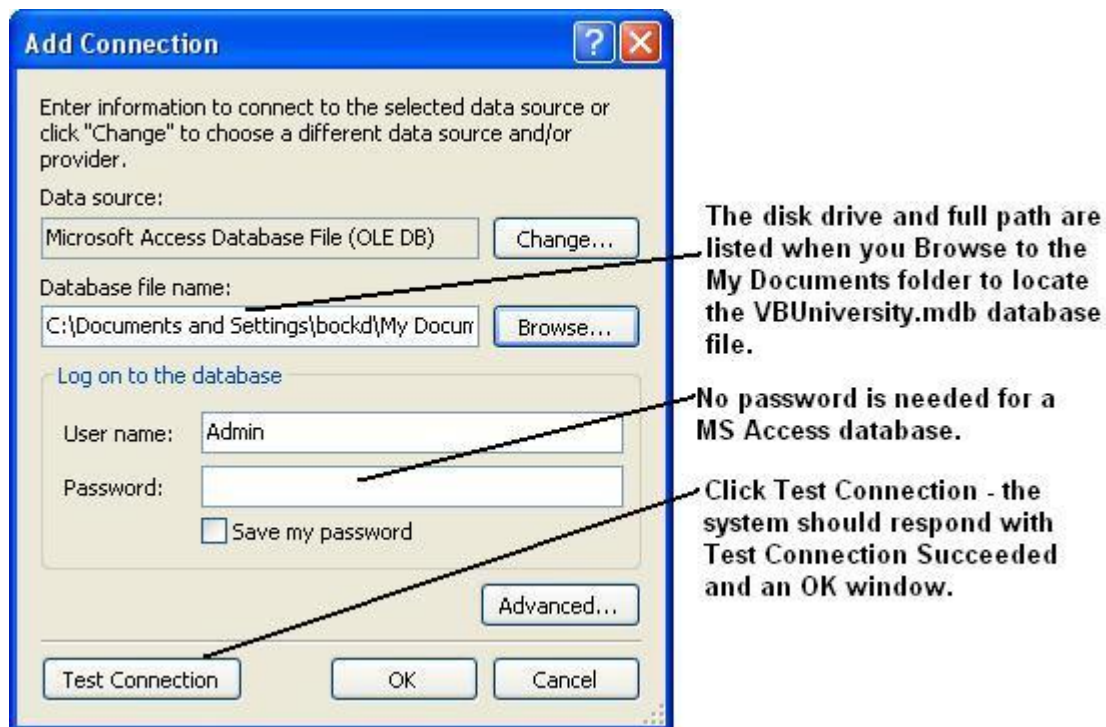 Add Connection
Enter information to connect to the selected data source or
click "Change" to choose a different data source and/or
provider.
Data source:
Microsoft Access Database File (OLE DB)
Change...
Database file name:
C:\Documents and Settings\bockd\My Docum
Browse...
Log on to the database
User name:
Admin
Password:
Save my password
Advanced...
Test Connection
OK
Cancel
The disk drive and full path are
listed when you Browse to the
My Documents folder to locate
the VBUniversity.mdb database
file.
No password is needed for a
MS Access database.
Click Test Connection - the
system should respond with
Test Connection Succeeded
and an OK window.